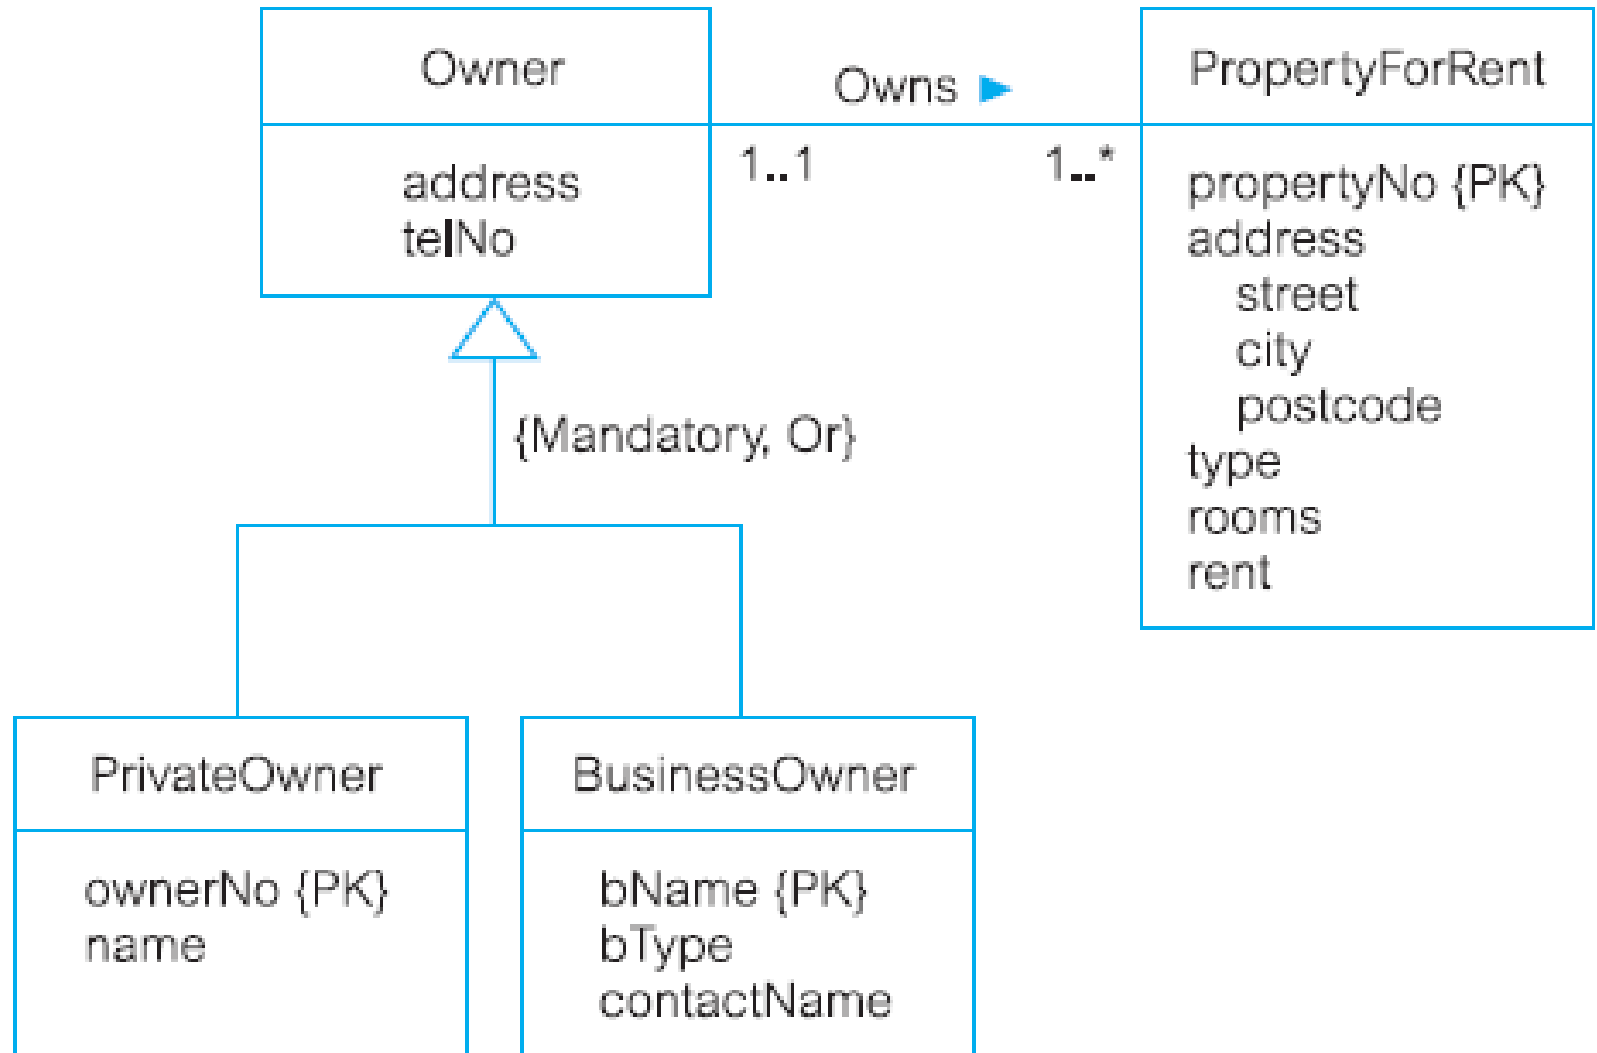 Owner
address
telNo
Owns ▶
1..1
1..*
PropertyForRent
propertyNo {PK}
address
street
city
postcode
type
rooms
rent
{Mandatory, Or}
PrivateOwner
ownerNo {PK}
name
BusinessOwner
bName {PK}
bType
contactName